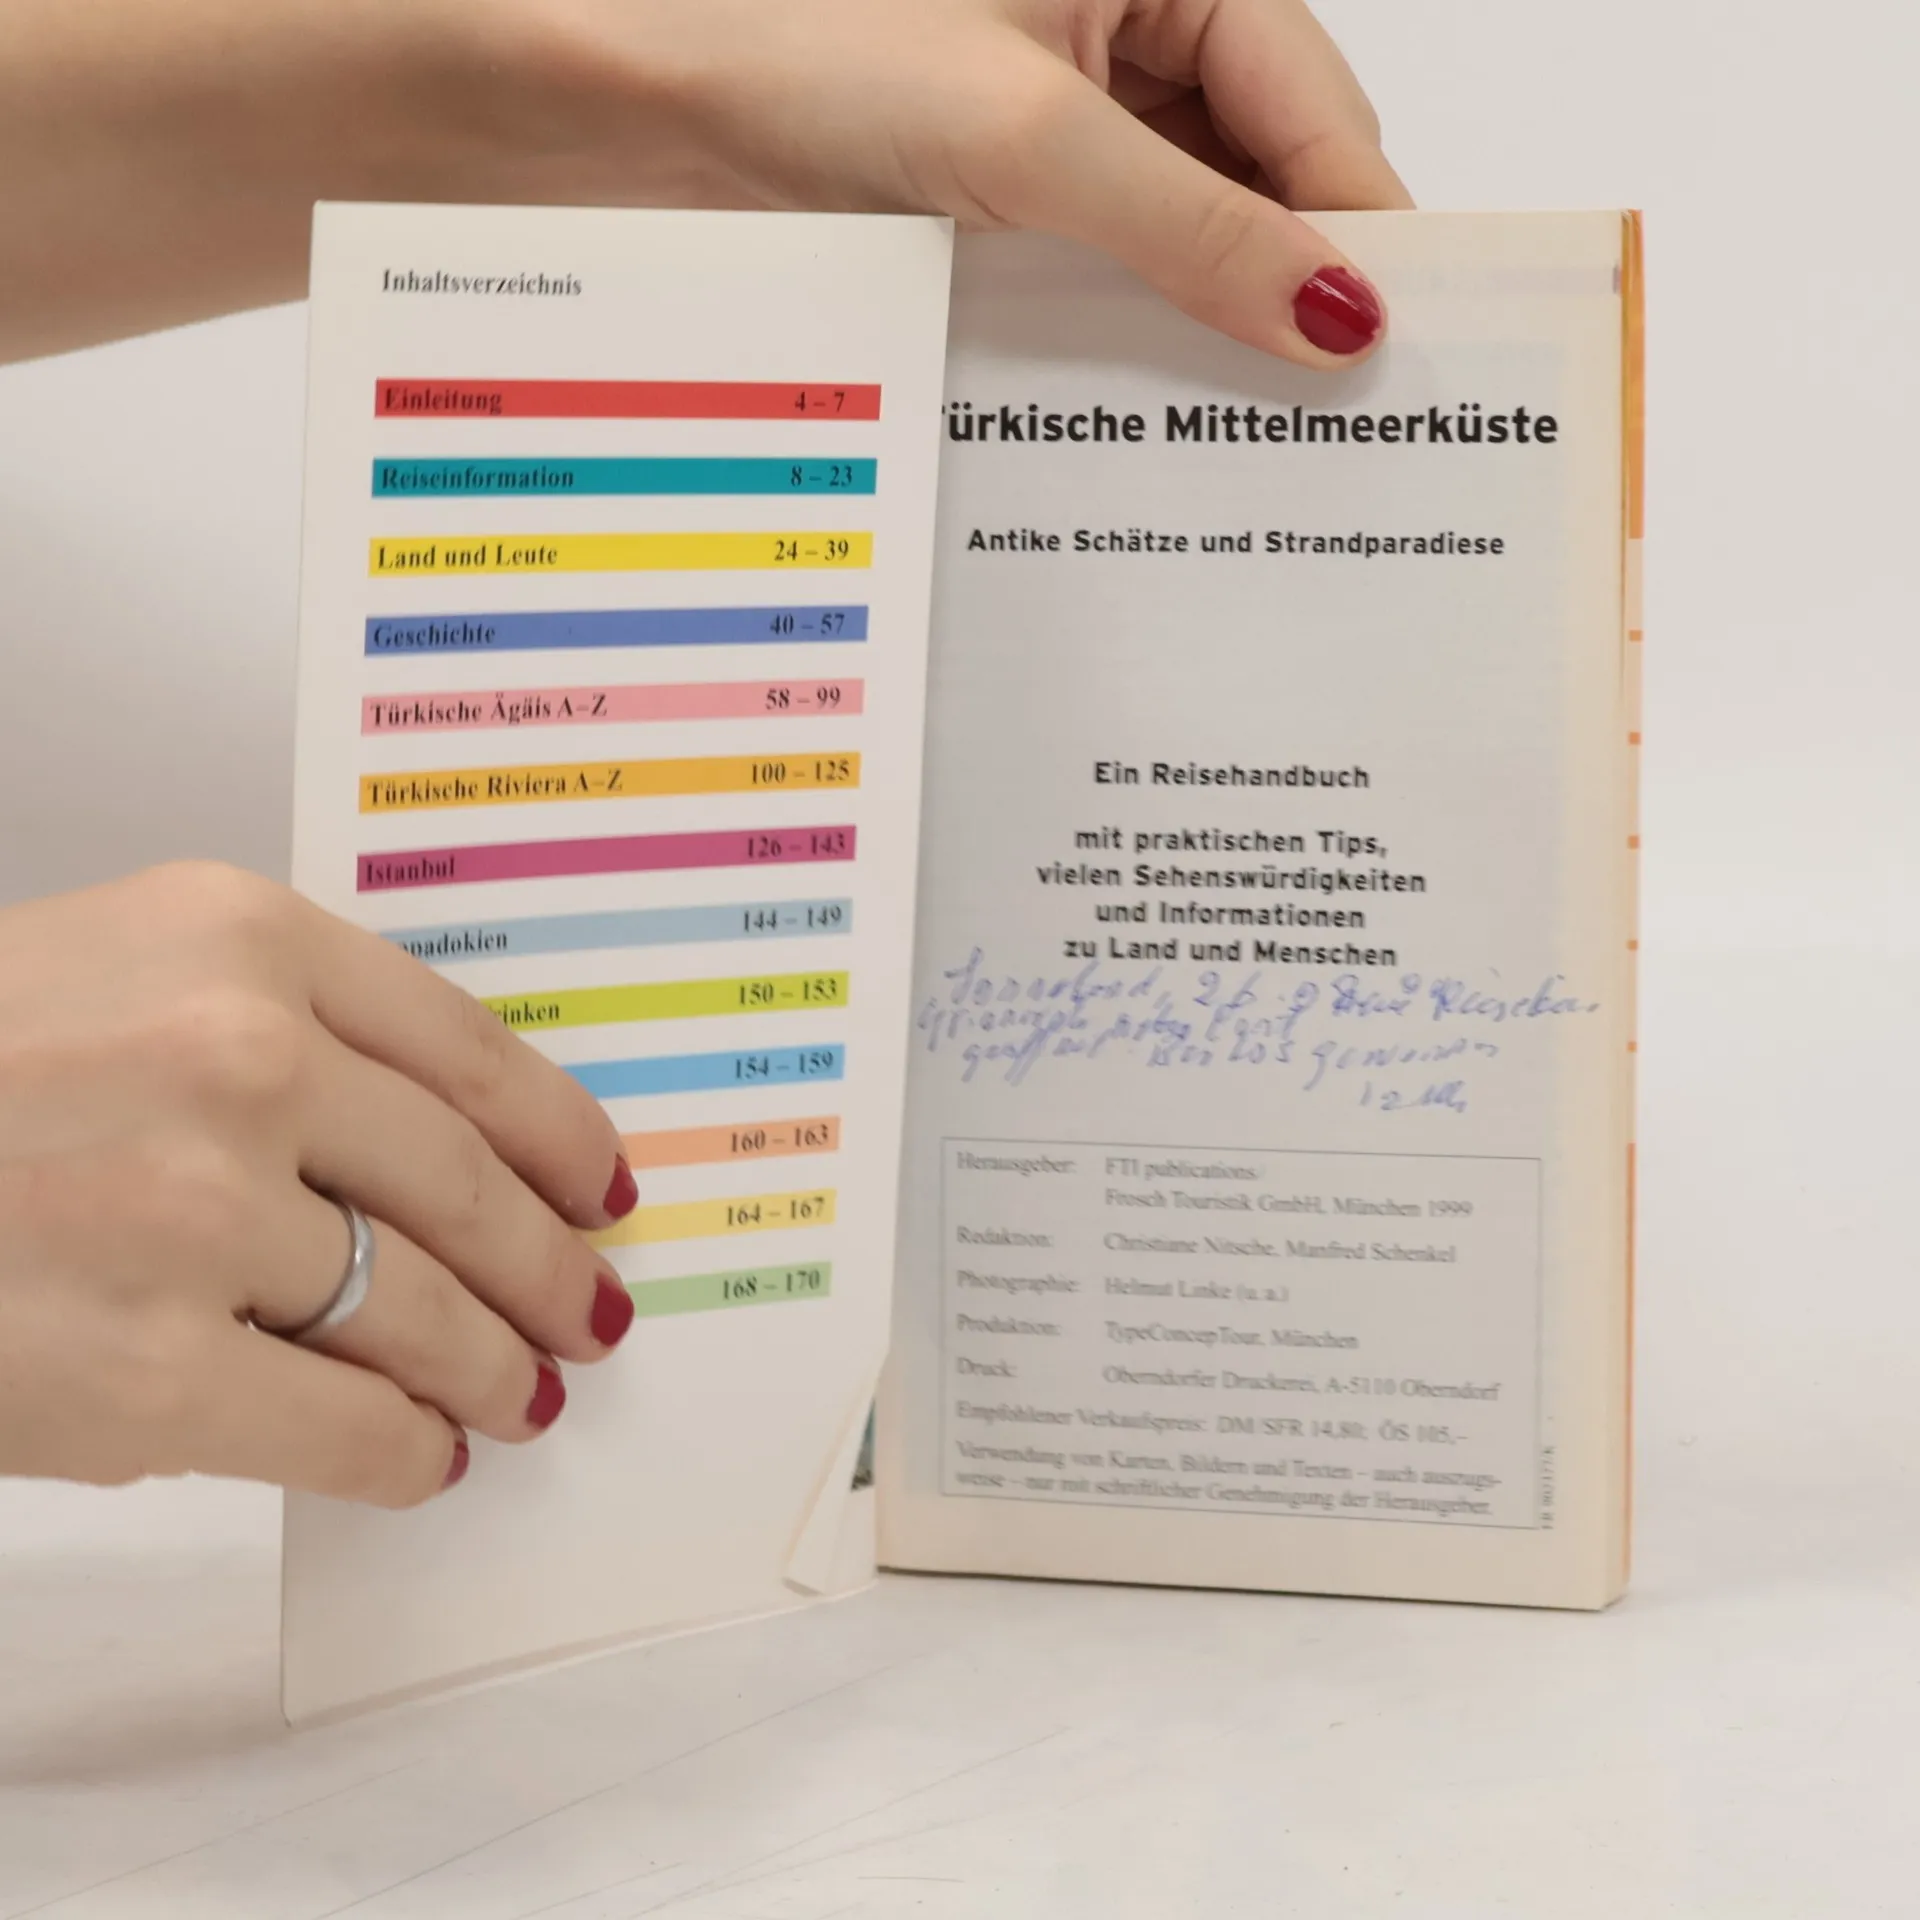 Inhaltsverzeichnis
Einleitung 4 – 7
Reiseinformation 8 – 23
Land und Leute 24 – 39
Geschichte 40 – 57
Türkische Ägäis A–Z 58 – 99
Türkische Riviera A–Z 100 – 125
Istanbul 126 – 143
padokien 144 – 149
rinken 150 – 153
154 – 159
160 – 163
164 – 167
168 – 170
ürkische Mittelmeerküste
Antike Schätze und Strandparadiese
Ein Reisehandbuch
mit praktischen Tips,
vielen Sehenswürdigkeiten
und Informationen
zu Land und Menschen
Herausgeber: FTI publications/
Frosch Touristik GmbH, München 1999
Redaktion: Christiane Nitsche, Manfred Schenkel
Photographie: Helmut Linke (u. a.)
Produktion: TypeConcepTour, München
Druck: Oberndorfer Druckerei, A-5110 Oberndorf
Empfohlener Verkaufspreis: DM/SFR 14,80; ÖS 105,–
Verwendung von Karten, Bildern und Texten – auch auszugs-
weise – nur mit schriftlicher Genehmigung der Herausgeber.